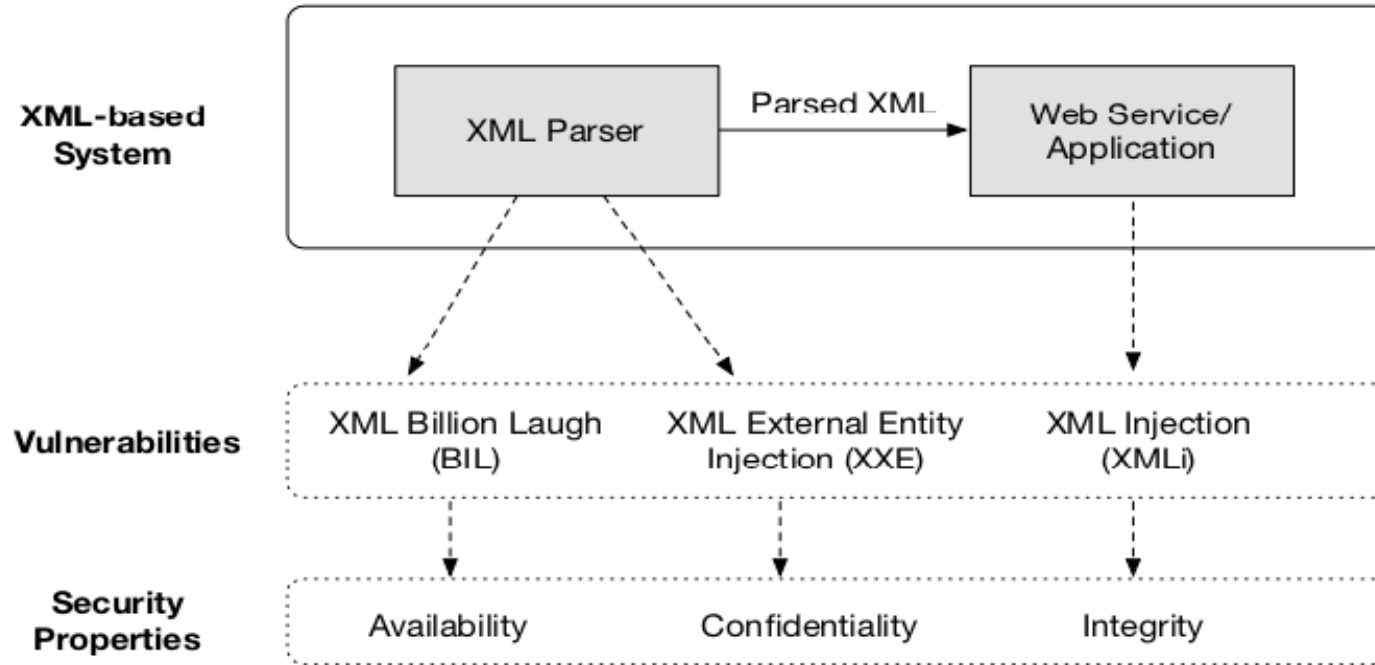 XML-based
System
XML Parser
Parsed XML
Web Service/
Application
Vulnerabilities
XML Billion Laugh
(BIL)
XML External Entity
Injection (XXE)
XML Injection
(XMLi)
Security
Properties
Availability
Confidentiality
Integrity